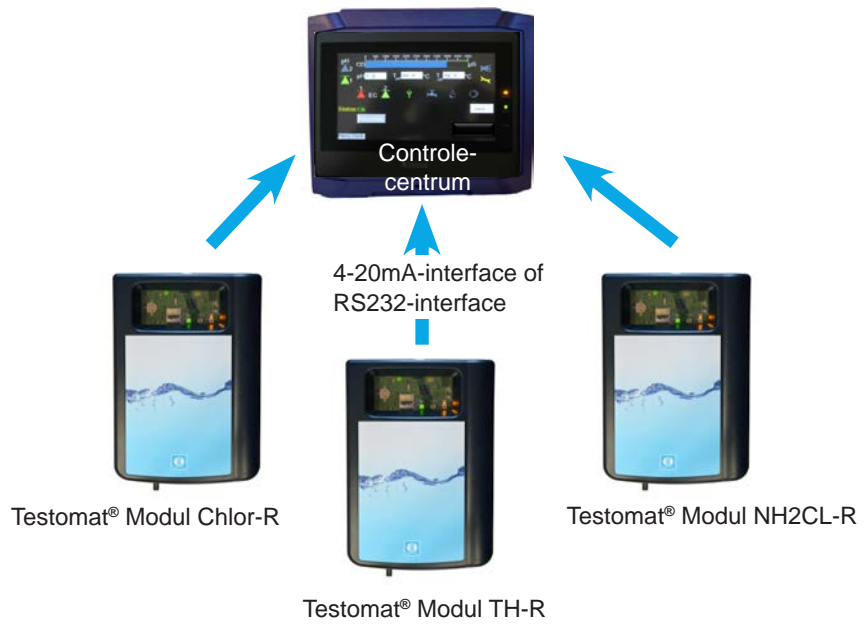 Controle-
centrum
4-20mA-interface of
RS232-interface
Testomat® Modul Chlor-R
Testomat® Modul NH2CL-R
Testomat® Modul TH-R